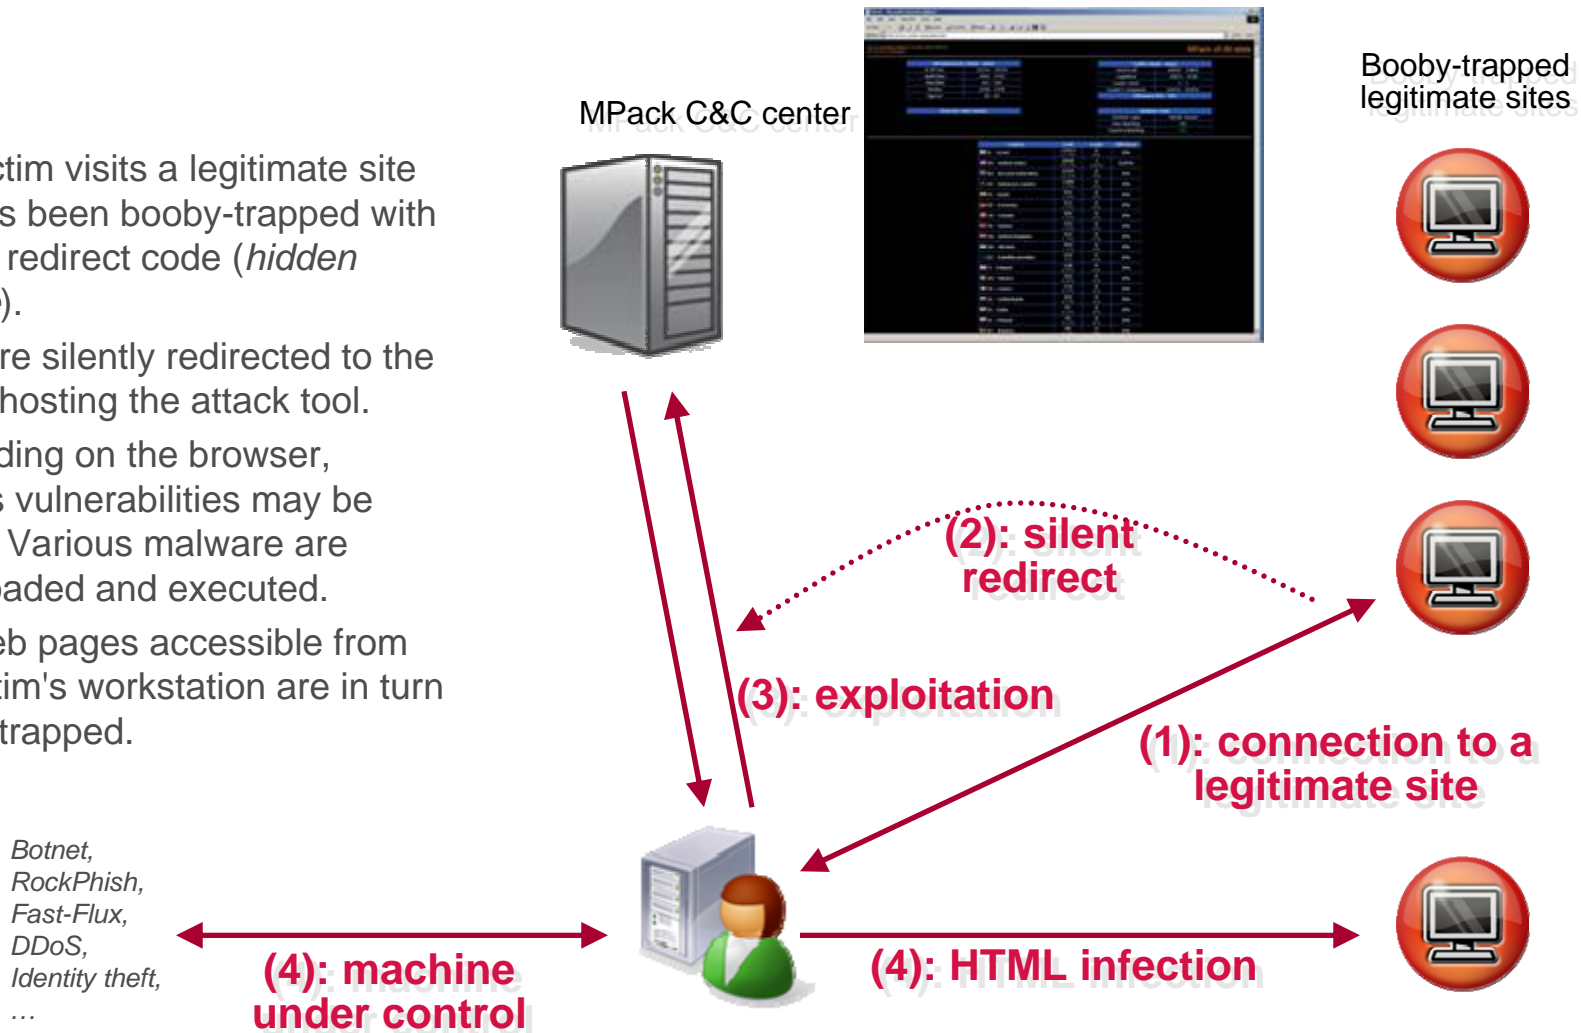 MPack C&C center
Booby-trapped
legitimate sites
ctim visits a legitimate site
s been booby-trapped with
redirect code (hidden
).
re silently redirected to the
hosting the attack tool.
ding on the browser,
s vulnerabilities may be
Various malware are
oaded and executed.
eb pages accessible from
tim's workstation are in turn
trapped.
(2): silent
redirect
(3): exploitation
(1): connection to a
legitimate site
Botnet,
RockPhish,
Fast-Flux,
DDoS,
Identity theft,
…
(4): machine
under control
(4): HTML infection